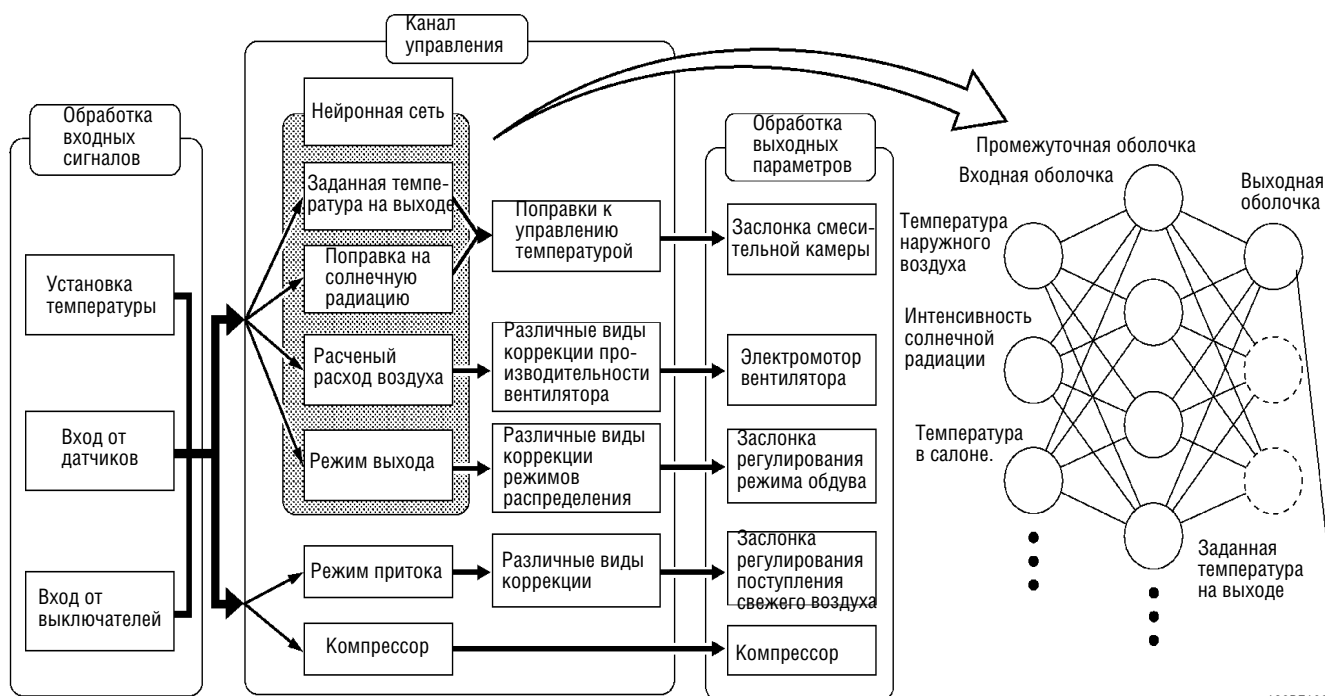 Канал
управления
Обработка
входных
сигналов
Установка
температуры
Вход от
датчиков
Вход от
выключателей
Нейронная сеть
Заданная темпе-
ратура на выходе
Поправка на
солнечную
радиацию
Расченый
расход воздуха
Режим выхода
Режим притока
Компрессор
Поправки к
управлению
температурой
Различные виды
коррекции про-
изводительности
вентилятора
Различные виды
коррекции
режимов
распределения
Различные виды
коррекции
Обработка
выходных
параметров
Заслонка смеси-
тельной камеры
Электромотор
вентилятора
Заслонка
регулирования
режима обдува
Заслонка
регулирования
поступления
свежего воздуха
Компрессор
Промежуточная оболочка
Входная оболочка
Выходная
оболочка
Температура
наружного
воздуха
Интенсивность
солнечной
радиации
Температура
в салоне.
Заданная
температура
на выходе